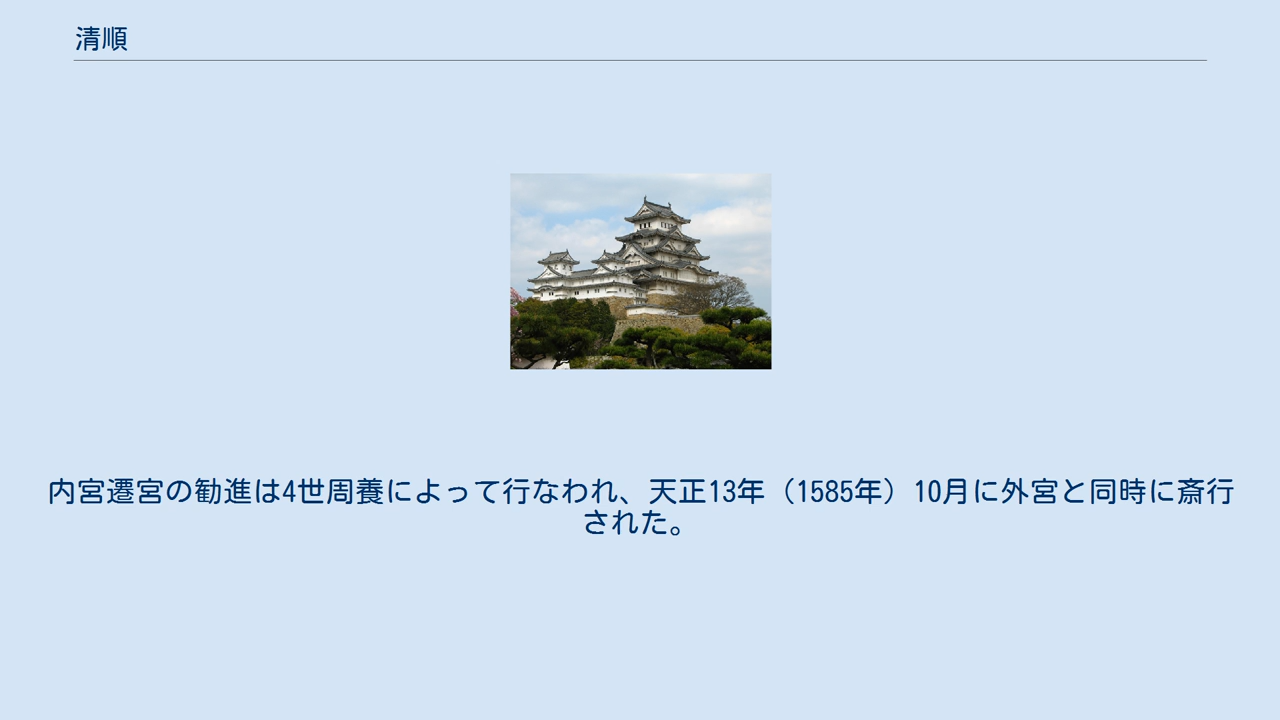 清順
内宮遷宮の勧進は4世周養によって行なわれ、天正13年（1585年）10月に外宮と同時に斎行
された。